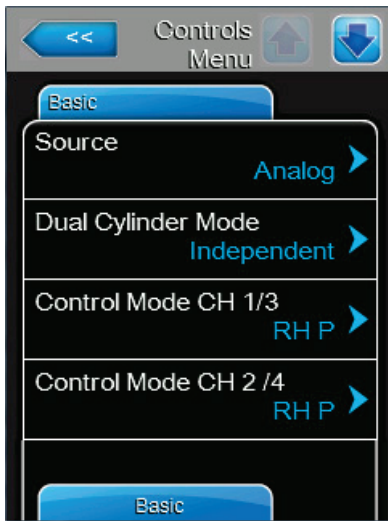 <<
Controls
Menu
Basic
Source
Analog
Dual Cylinder Mode
Independent
Control Mode CH 1/3
RH P
Control Mode CH 2 /4
RH P
Basic